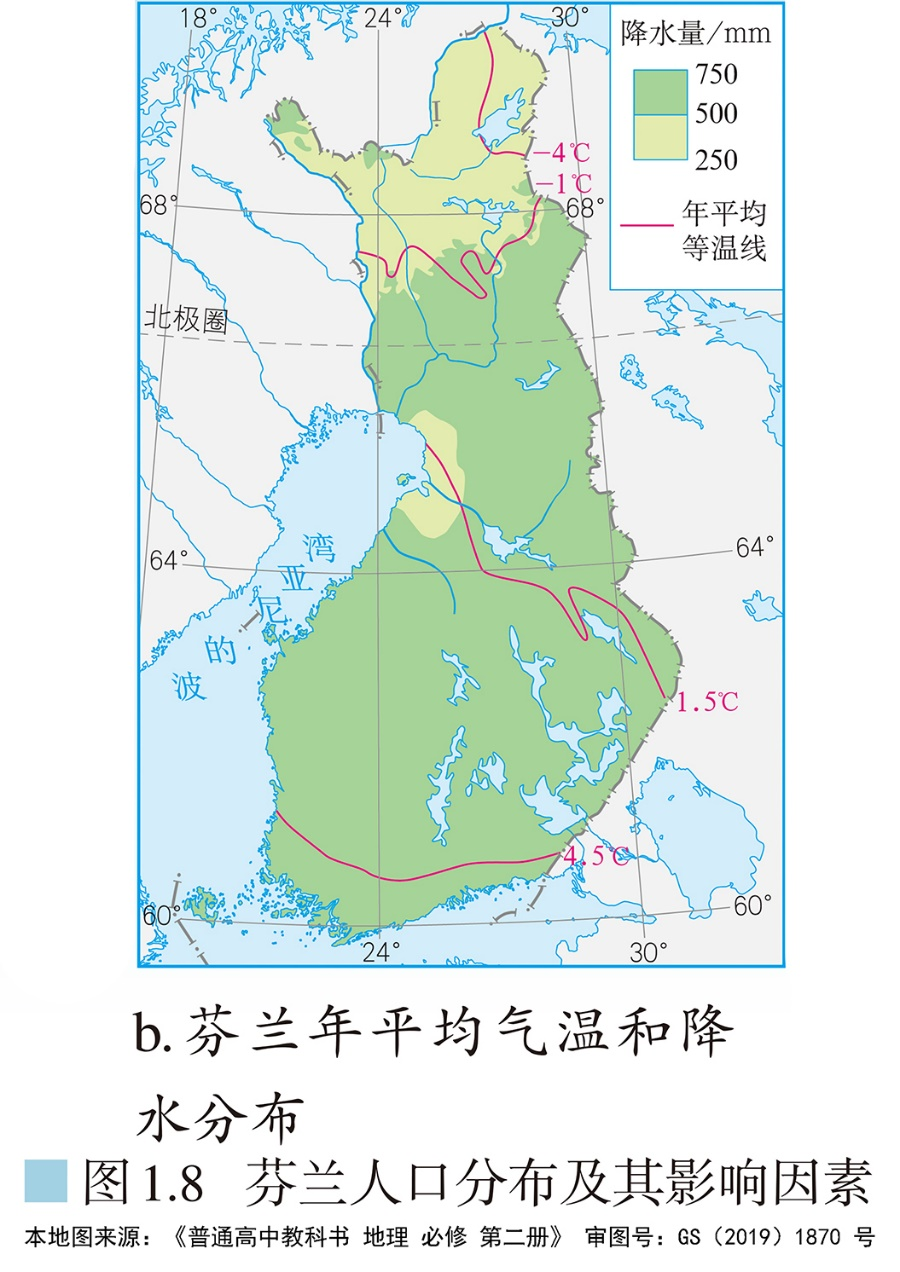 18° 24° 30°
降水量/mm
750
500
250
年平均
等温线
−4℃
−1℃
68° 68°
北极圈
64° 64°
波的尼亚湾
1.5℃
4.5℃
60° 60°
24° 30°
b. 芬兰年平均气温和降
水分布
图1.8 芬兰人口分布及其影响因素
本地图来源：《普通高中教科书 地理 必修 第二册》 审图号：GS（2019）1870 号